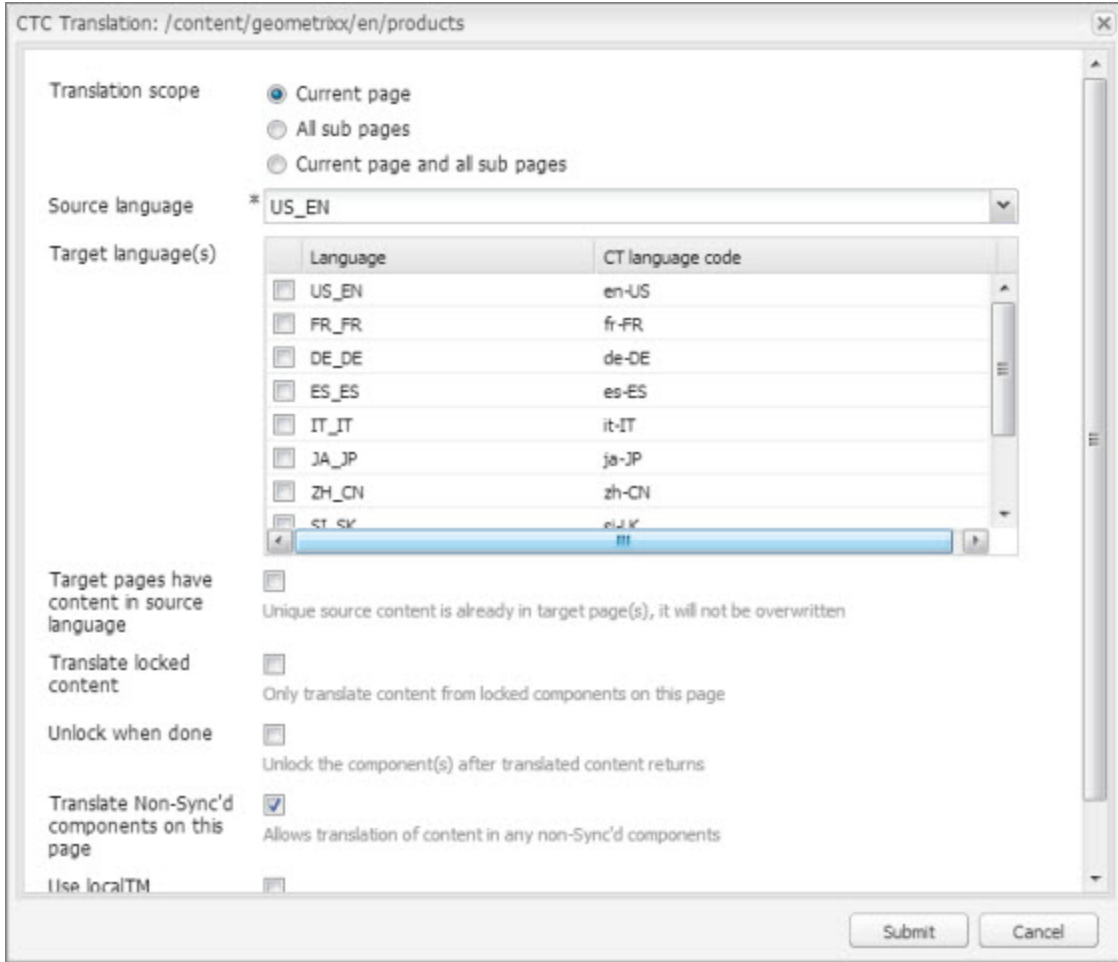 CTC Translation: /content/geometrixx/en/products
Translation scope
Current page
All sub pages
Current page and all sub pages
Source language * US_EN
Target language(s)
Language CT language code
US_EN en-US
FR_FR fr-FR
DE_DE de-DE
ES_ES es-ES
IT_IT it-IT
JA_JP ja-JP
ZH_CN zh-CN
SI_SK si-LK
Target pages have
content in source
language
Unique source content is already in target page(s), it will not be overwritten
Translate locked
content
Only translate content from locked components on this page
Unlock when done
Unlock the component(s) after translated content returns
Translate Non-Sync'd
components on this
page
Allows translation of content in any non-Sync'd components
Use localTM
Submit Cancel